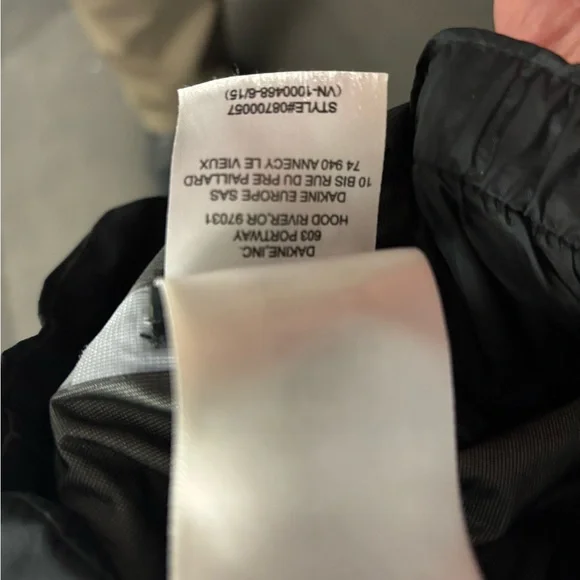 DAKINE,INC.
603 PORTWAY
HOOD RIVER,OR 97031
DAKINE EUROPE SAS
10 BIS RUE DU PRE PAILLARD
74 940 ANNECY LE VIEUX
STYLE#08700057
(VN-1000468-6/15)